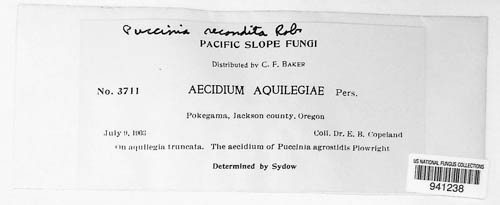 Puccinia recondita Rob.
PACIFIC SLOPE FUNGI
Distributed by C. F. BAKER
No. 3711 AECIDIUM AQUILEGIAE Pers.
Pokegama, Jackson county, Oregon
July 9, 1903 Coll. Dr. E. B. Copeland
On aquilegia truncata. The aecidium of Puccinia agrostidis Plowright
Determined by Sydow
US NATIONAL FUNGUS COLLECTIONS
941238